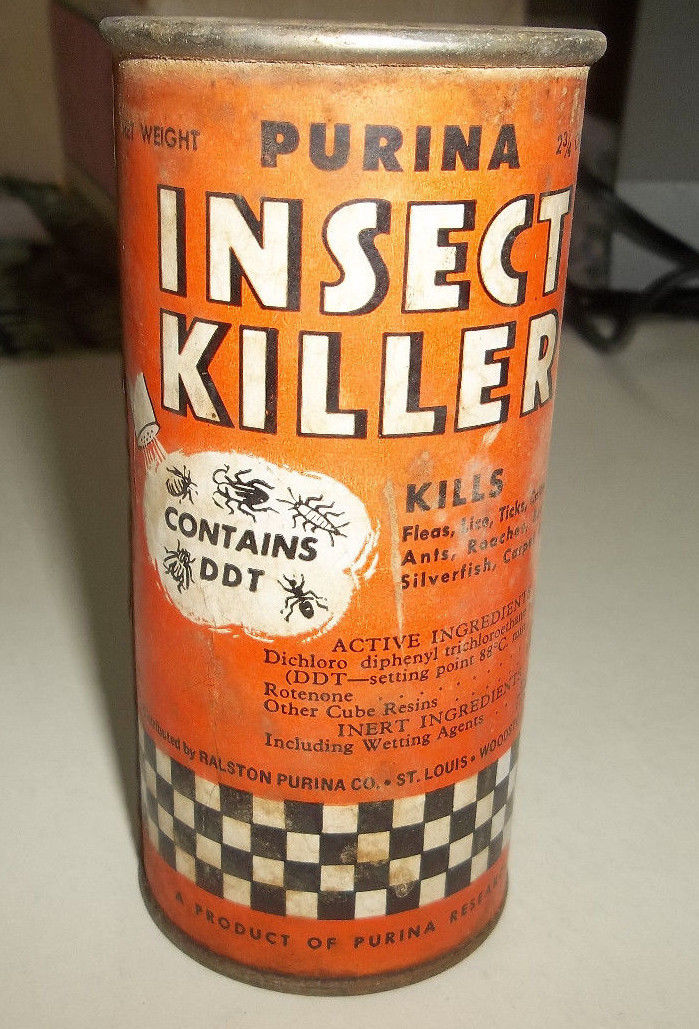 WEIGHT PURINA 2¾
INSECT
KILLER
KILLS
Fleas, Lice, Ticks,
Ants, Roaches,
Silverfish,
CONTAINS
DDT
ACTIVE INGREDIENTS
Dichloro diphenyl trichloroethane
(DDT—setting point 88°C.
Rotenone
Other Cube Resins
INERT INGREDIENTS
Including Wetting Agents
by RALSTON PURINA CO. • ST. LOUIS •
A PRODUCT OF PURINA